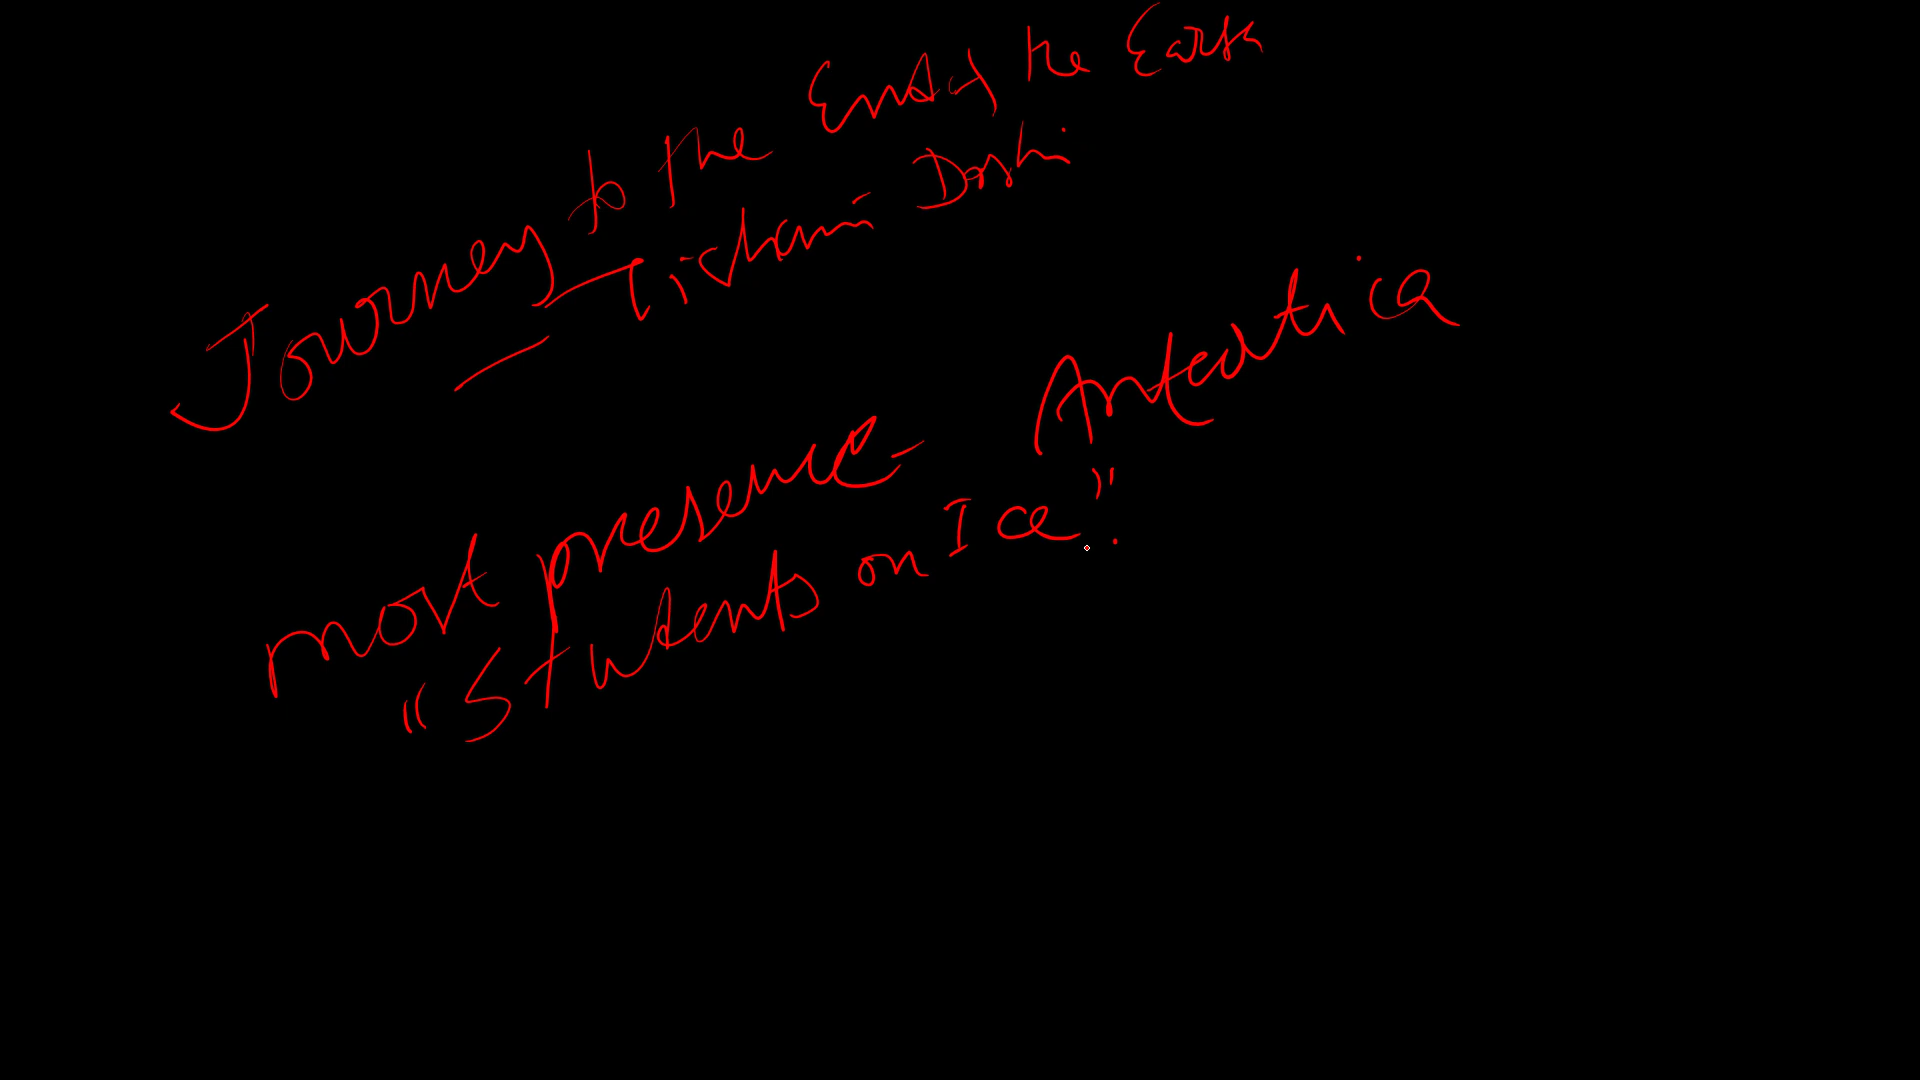 Journey to the End of the Earth
— Tishani Doshi
most presence - Antarctica
"Students on Ice".